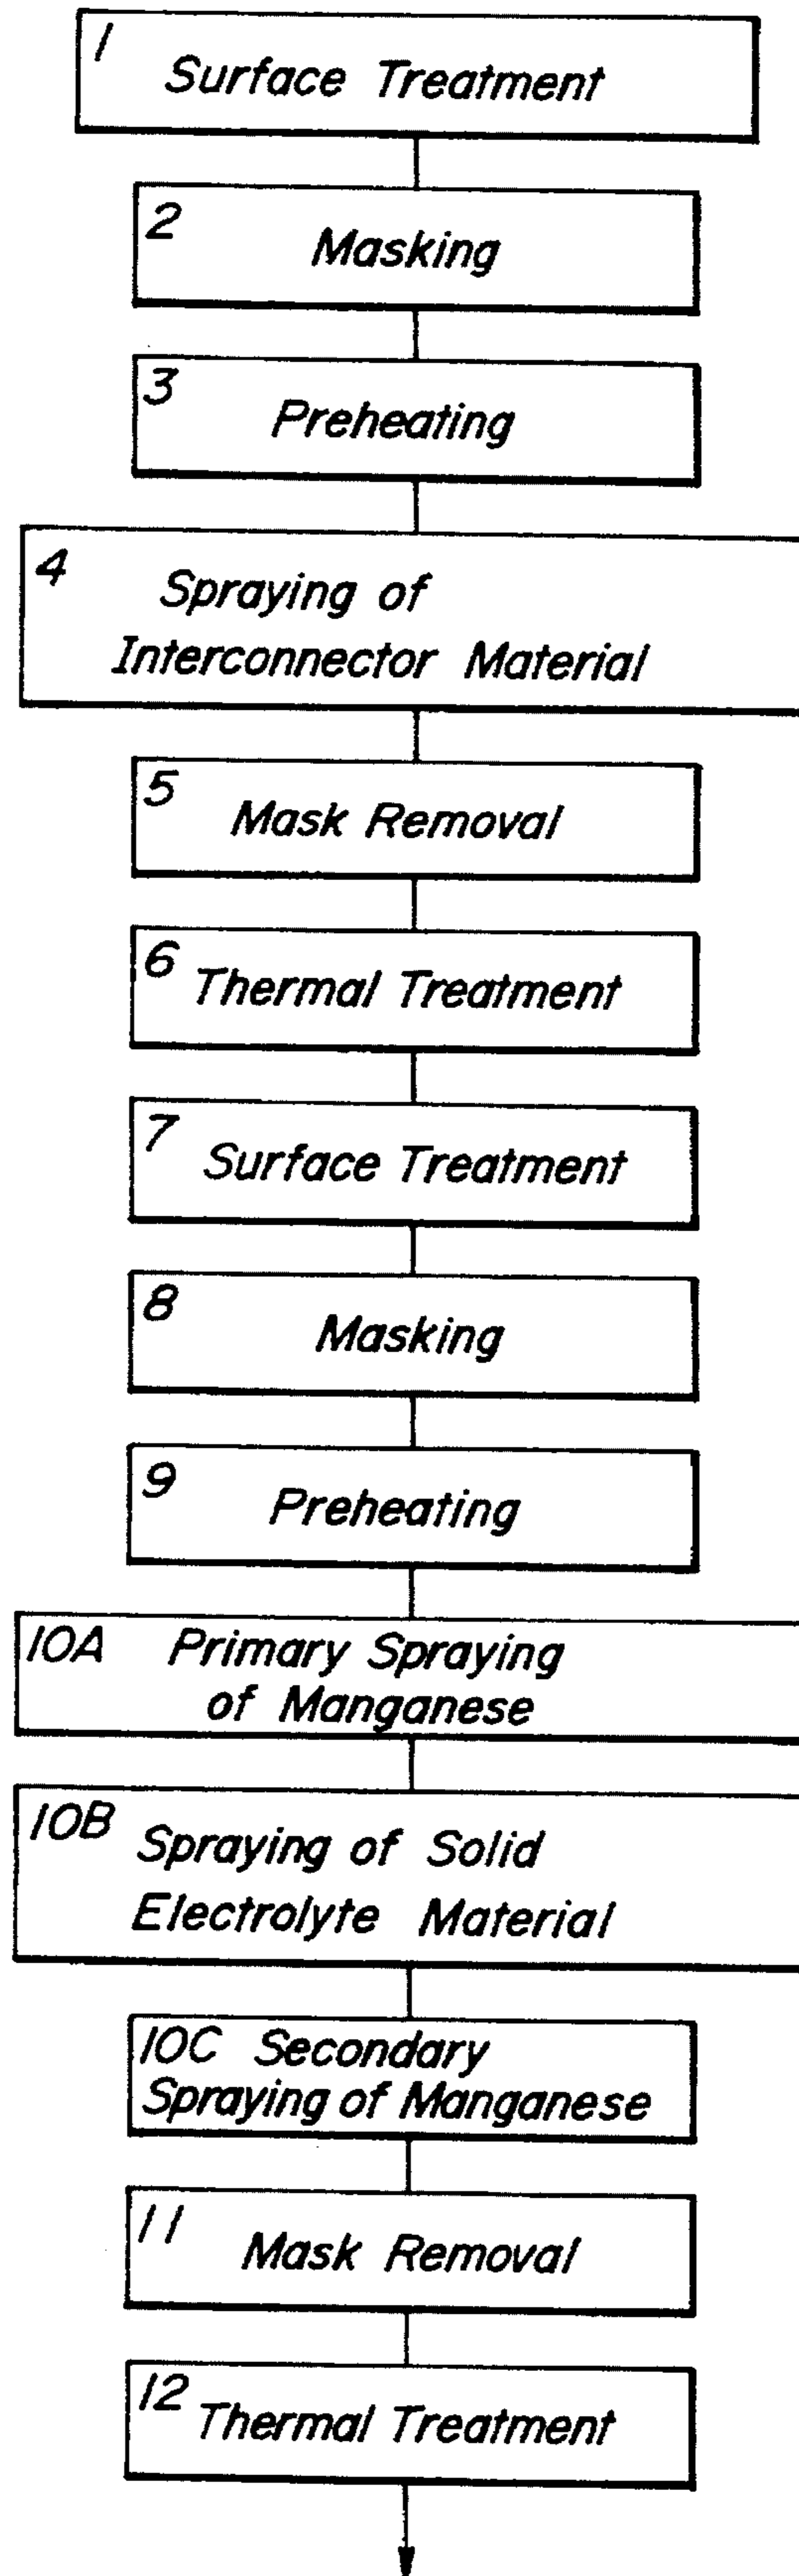 1
Surface Treatment
2
Masking
3
Preheating
4
Spraying of
Interconnector Material
5
Mask Removal
6
Thermal Treatment
7
Surface Treatment
8
Masking
9
Preheating
10A Primary Spraying
of Manganese
10B Spraying of Solid
Electrolyte Material
10C Secondary
Spraying of Manganese
11
Mask Removal
12
Thermal Treatment